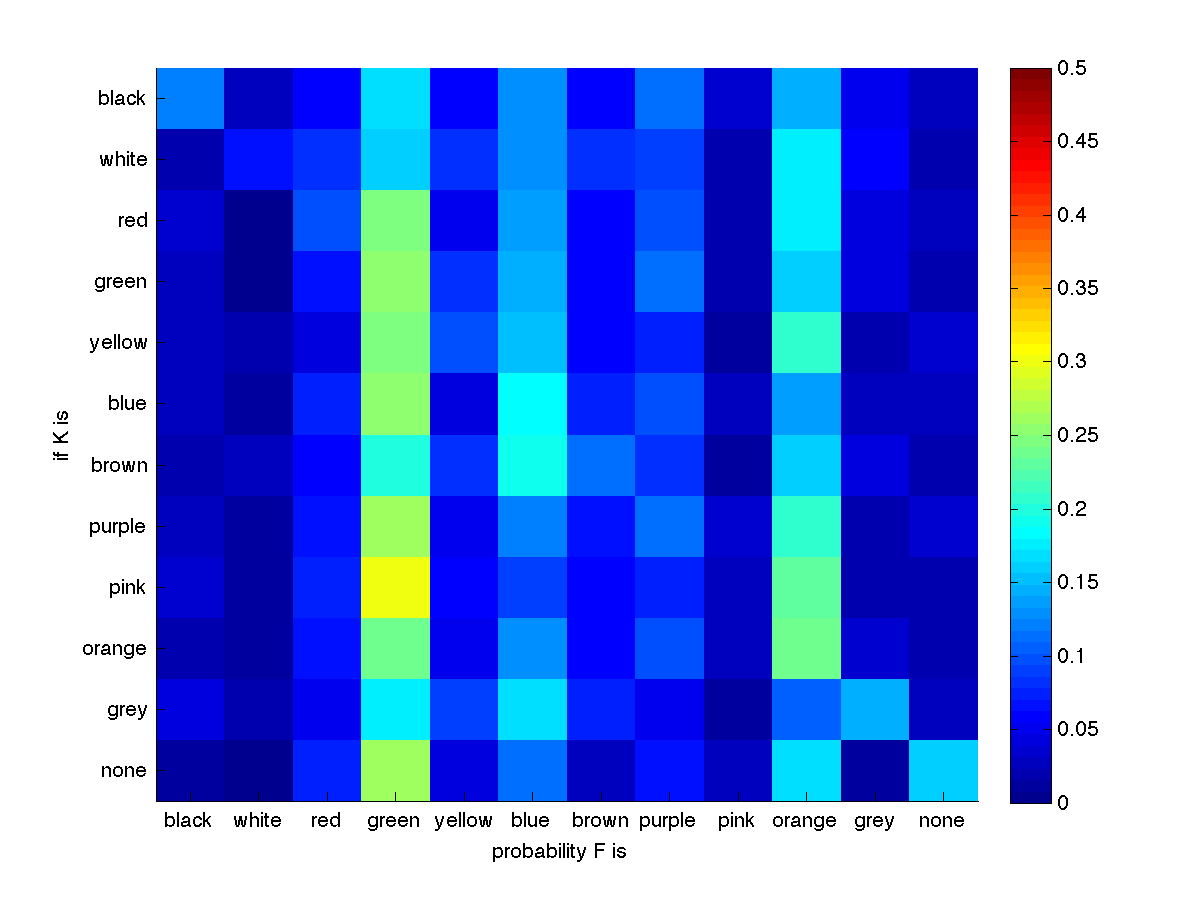 black
white
red
green
yellow
blue
brown
purple
pink
orange
grey
none
if K is
black white red green yellow blue brown purple pink orange grey none
probability F is
0.5
0.45
0.4
0.35
0.3
0.25
0.2
0.15
0.1
0.05
0